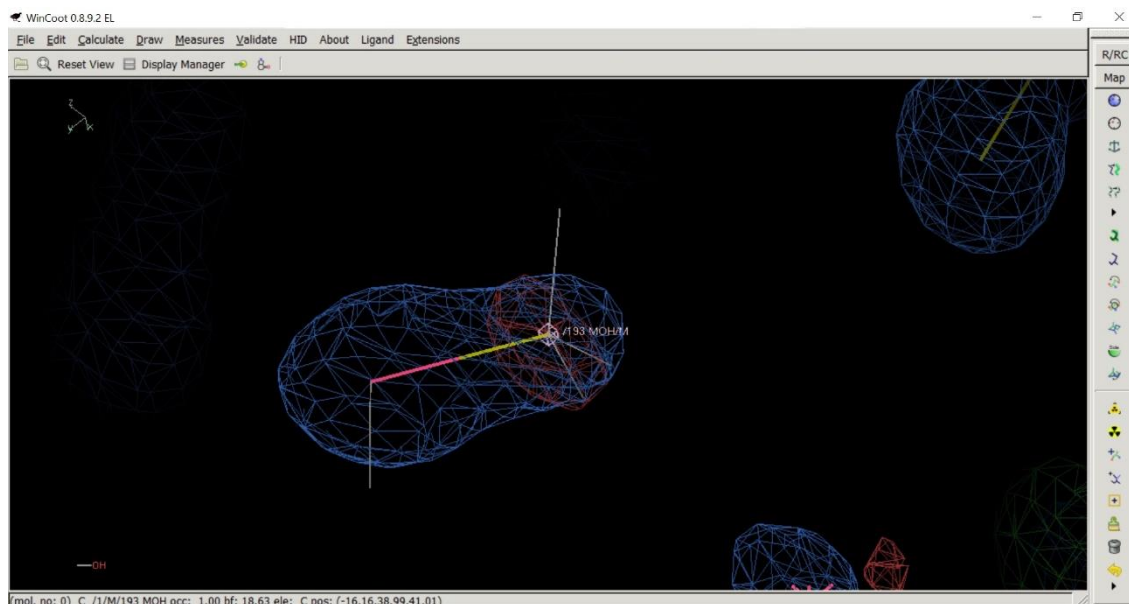 WinCoot 0.8.9.2 EL
File Edit Calculate Draw Measures Validate HID About Ligand Extensions
Reset View Display Manager
R/RC
Map
z
y x
/193 MOH/M
OH
(mol. no: 0) C /1/M/193 MOH occ: 1.00 bf: 18.63 ele: C pos: (-16.16,38.99,41.01)